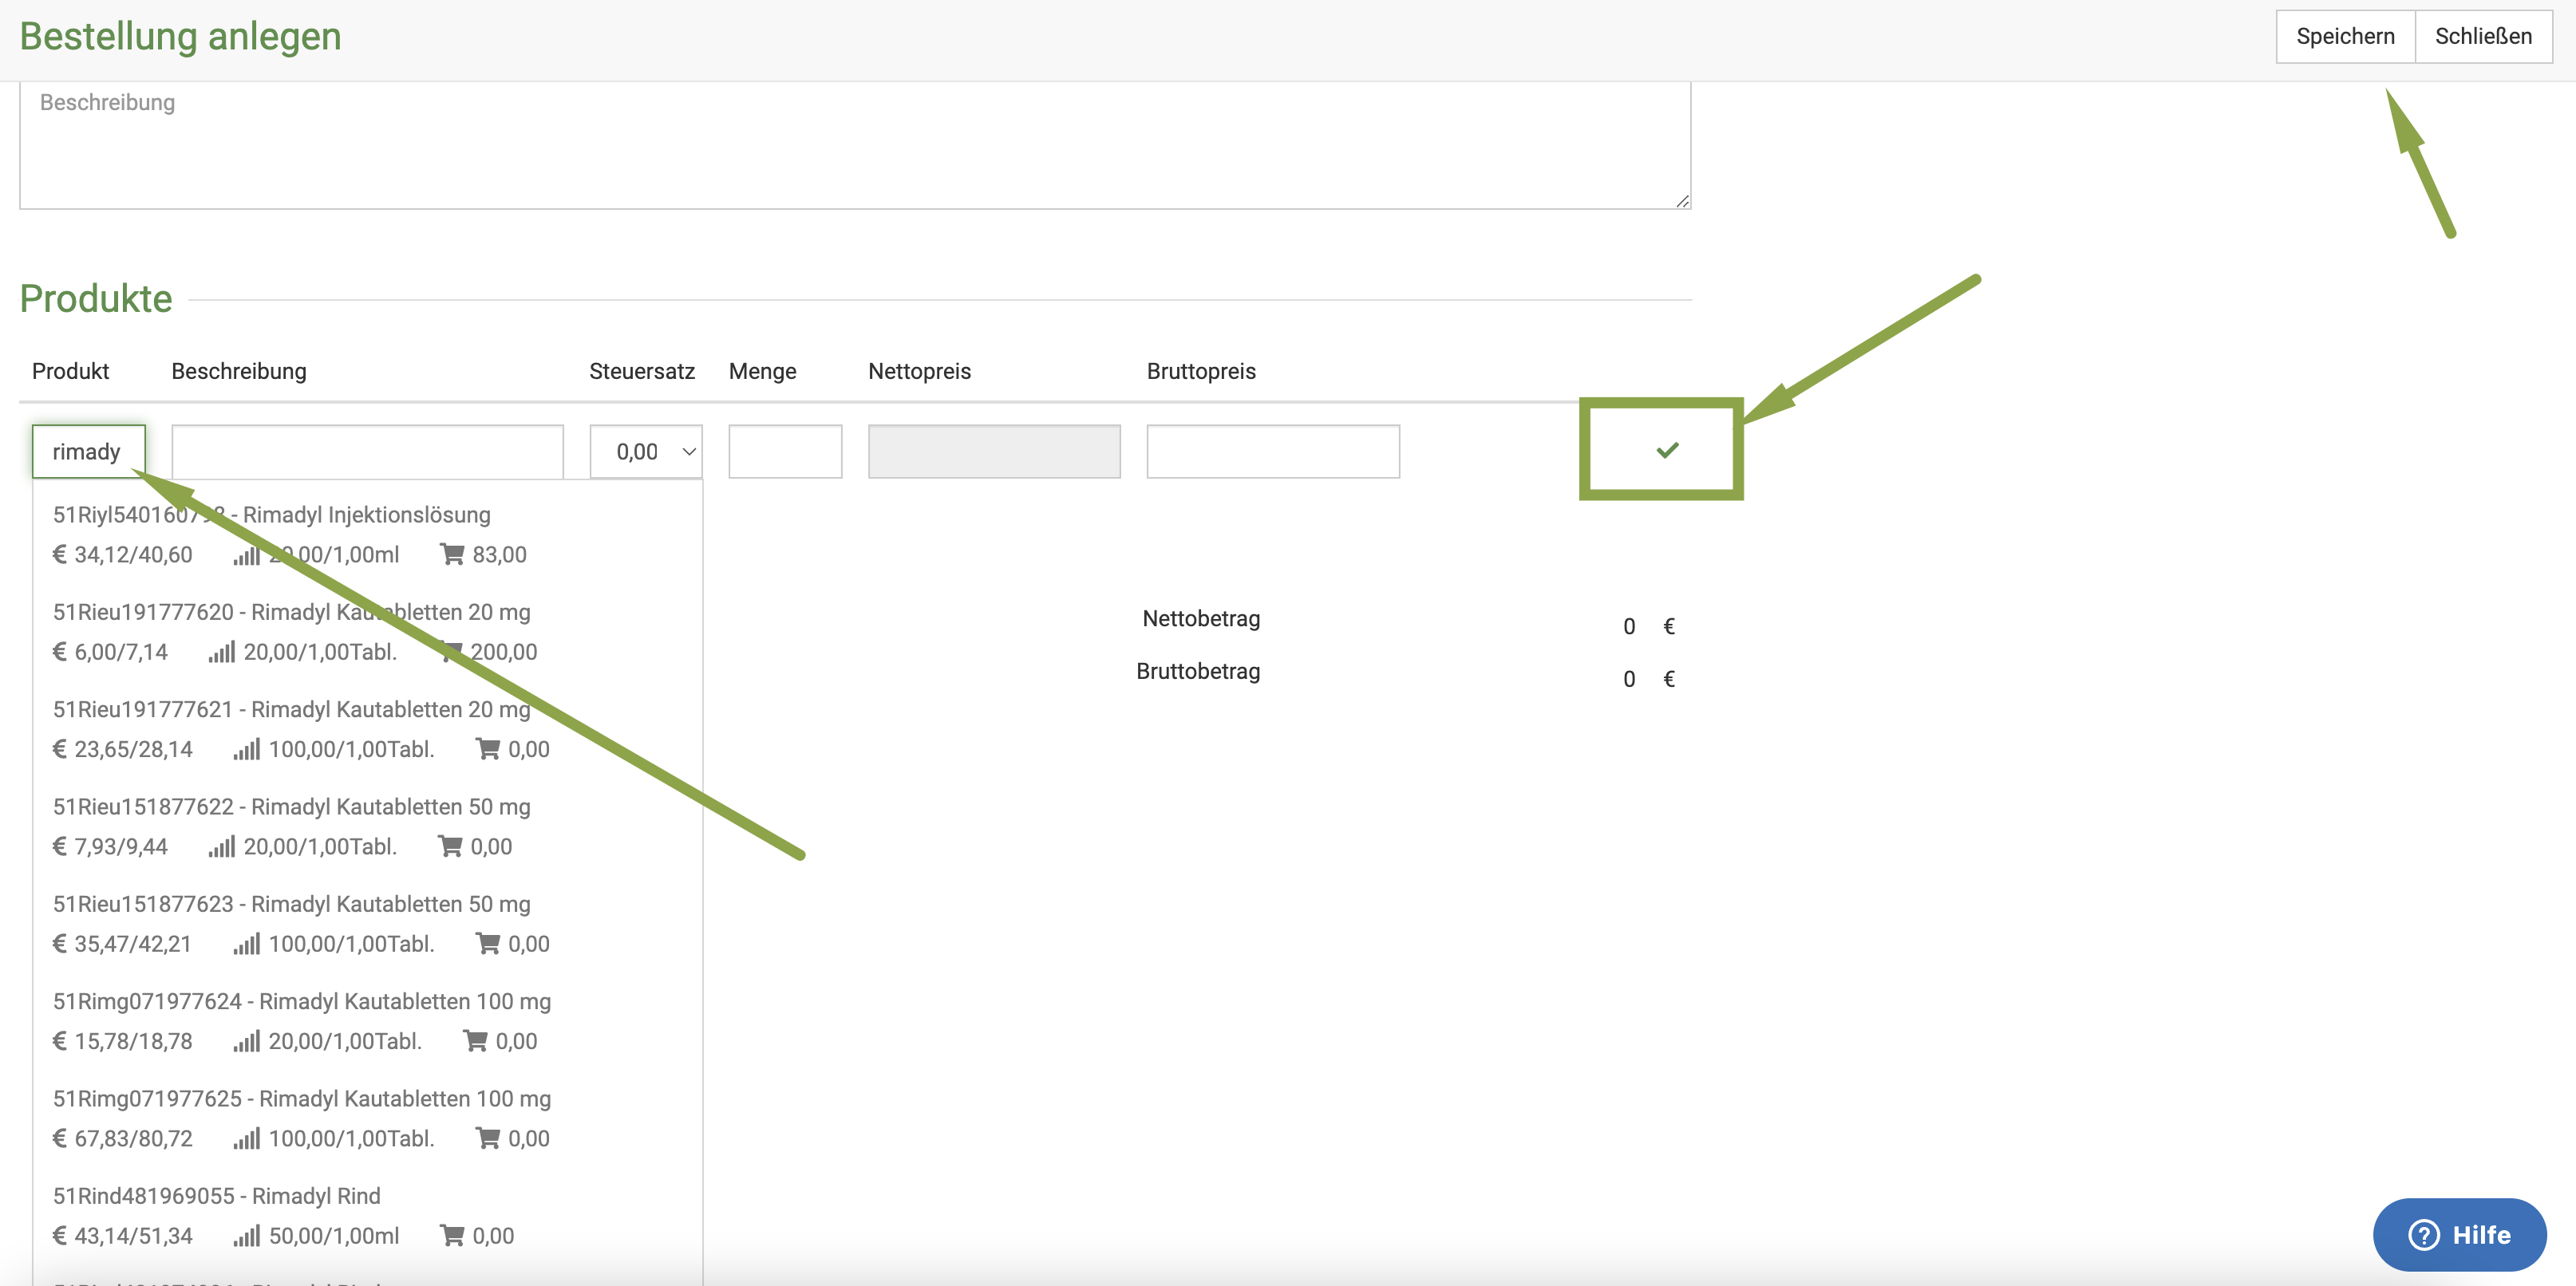 Bestellung anlegen
Speichern
Schließen
Beschreibung
Produkte
Produkt Beschreibung Steuersatz Menge Nettopreis Bruttopreis
rimady
0,00
51Riyl540160798 - Rimadyl Injektionslösung
€ 34,12/40,60 20,00/1,00ml 83,00
51Rieu191777620 - Rimadyl Kautabletten 20 mg
€ 6,00/7,14 20,00/1,00Tabl. 200,00
51Rieu191777621 - Rimadyl Kautabletten 20 mg
€ 23,65/28,14 100,00/1,00Tabl. 0,00
51Rieu151877622 - Rimadyl Kautabletten 50 mg
€ 7,93/9,44 20,00/1,00Tabl. 0,00
51Rieu151877623 - Rimadyl Kautabletten 50 mg
€ 35,47/42,21 100,00/1,00Tabl. 0,00
51Rimg071977624 - Rimadyl Kautabletten 100 mg
€ 15,78/18,78 20,00/1,00Tabl. 0,00
51Rimg071977625 - Rimadyl Kautabletten 100 mg
€ 67,83/80,72 100,00/1,00Tabl. 0,00
51Rind481969055 - Rimadyl Rind
€ 43,14/51,34 50,00/1,00ml 0,00
Nettobetrag 0 €
Bruttobetrag 0 €
Hilfe